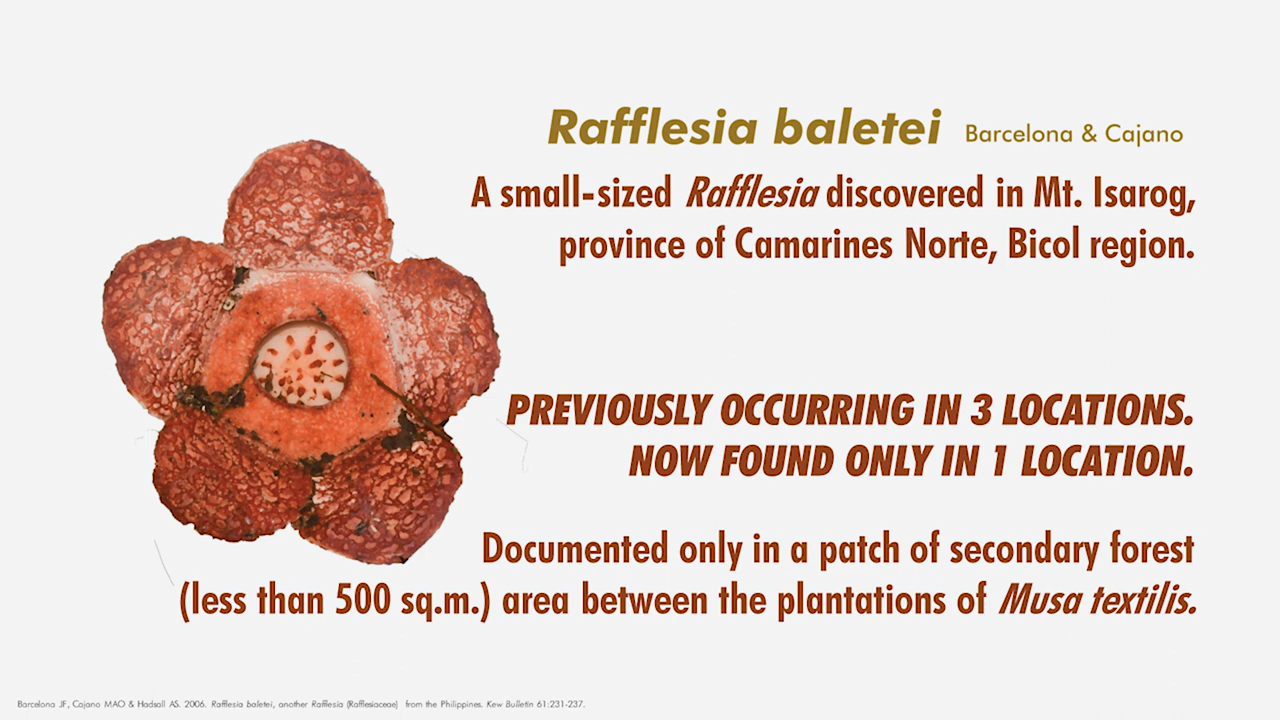 Rafflesia baletei Barcelona & Cajano
A small-sized Rafflesia discovered in Mt. Isarog,
province of Camarines Norte, Bicol region.
PREVIOUSLY OCCURRING IN 3 LOCATIONS.
NOW FOUND ONLY IN 1 LOCATION.
Documented only in a patch of secondary forest
(less than 500 sq.m.) area between the plantations of Musa textilis.
Barcelona JF, Cajano MAO & Hadsall AS. 2006. Rafflesia baletei, another Rafflesia (Rafflesiaceae) from the Philippines. Kew Bulletin 61:231-237.